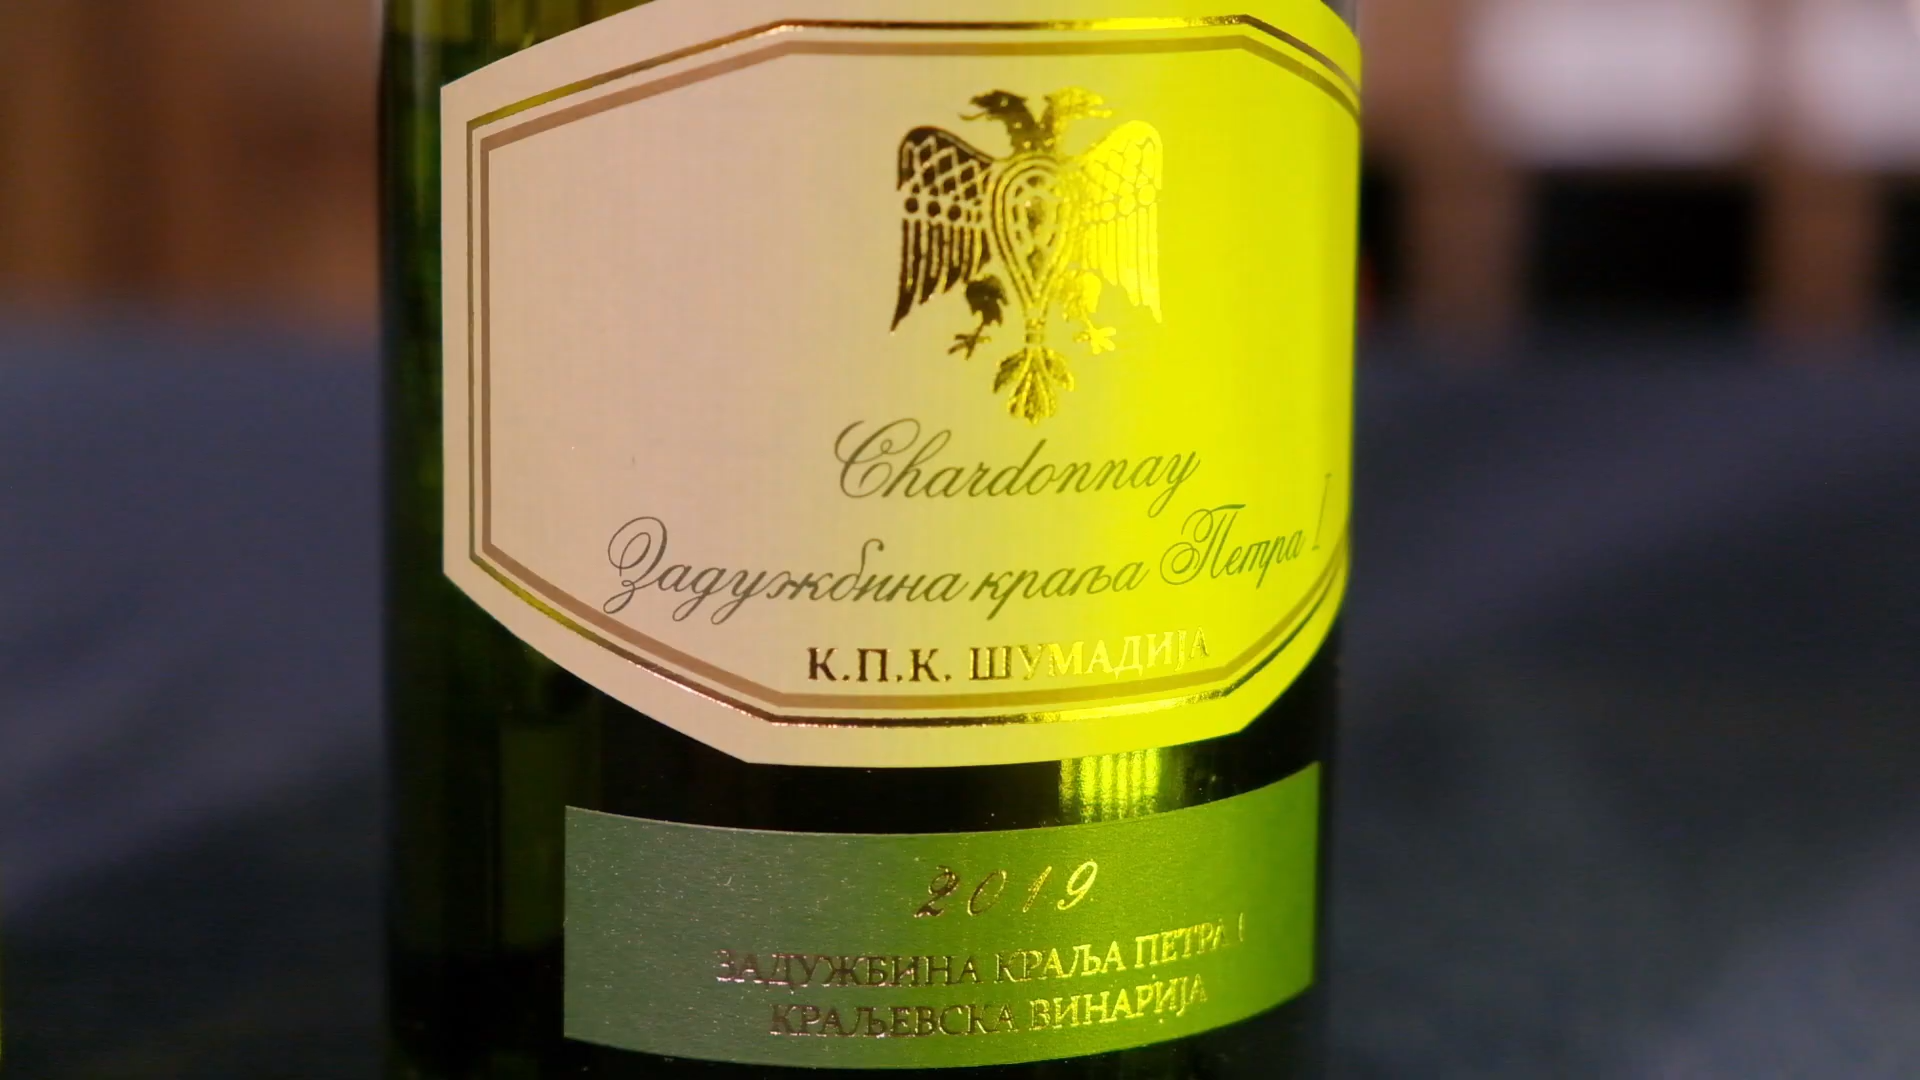 Chardonnay
Задужбина краља Петра I
К.П.К. ШУМАДИЈА
2019
ЗАДУЖБИНА КРАЉА ПЕТРА I
КРАЉЕВСКА ВИНАРИЈА